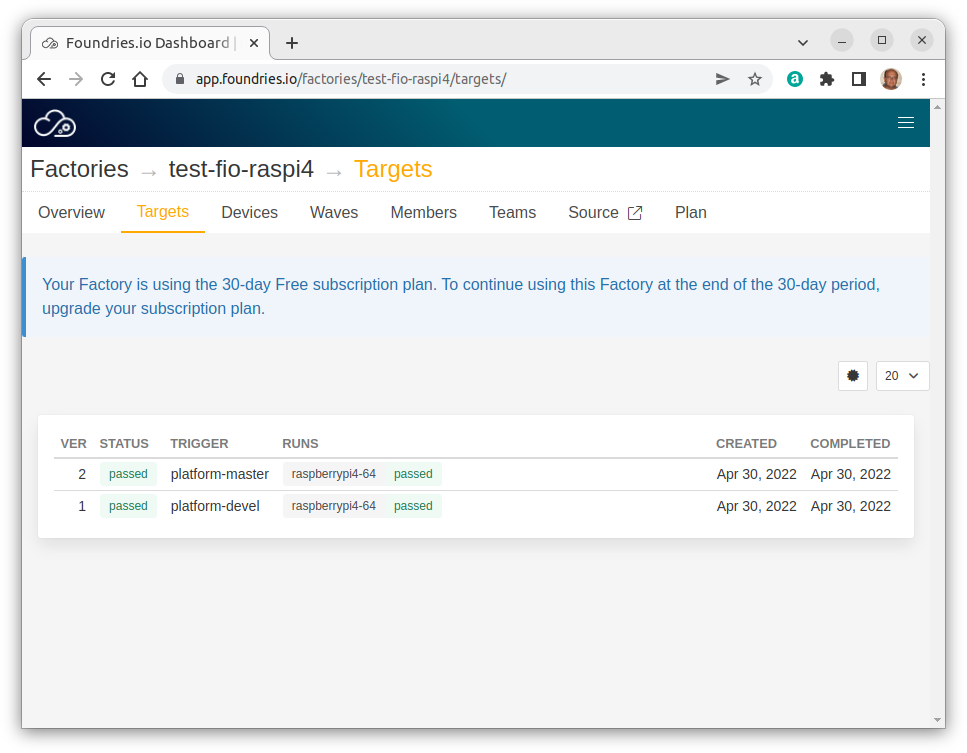 Foundries.io Dashboard |
app.foundries.io/factories/test-fio-raspi4/targets/
a
Factories → test-fio-raspi4 → Targets
Overview Targets Devices Waves Members Teams Source Plan
Your Factory is using the 30-day Free subscription plan. To continue using this Factory at the end of the 30-day period,
upgrade your subscription plan.
20
VER STATUS TRIGGER RUNS CREATED COMPLETED
2 passed platform-master raspberrypi4-64 passed Apr 30, 2022 Apr 30, 2022
1 passed platform-devel raspberrypi4-64 passed Apr 30, 2022 Apr 30, 2022